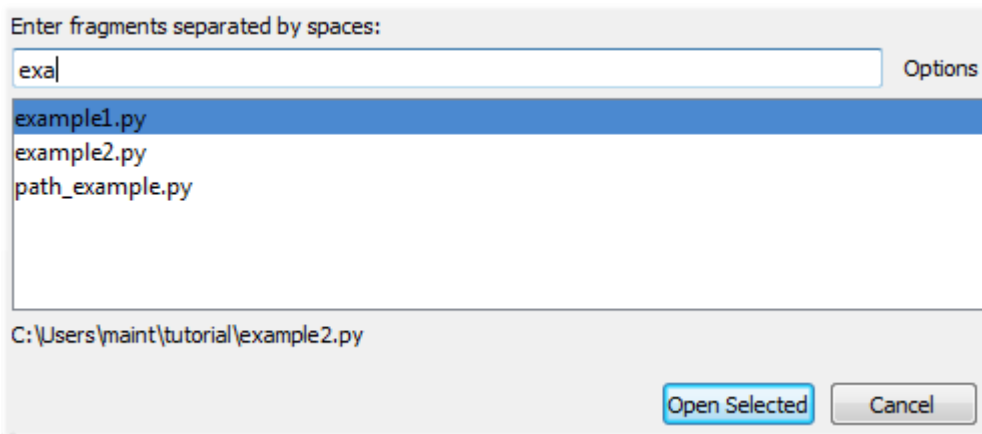 Enter fragments separated by spaces:
exa
Options
example1.py
example2.py
path_example.py
C:\Users\maint\tutorial\example2.py
Open Selected
Cancel